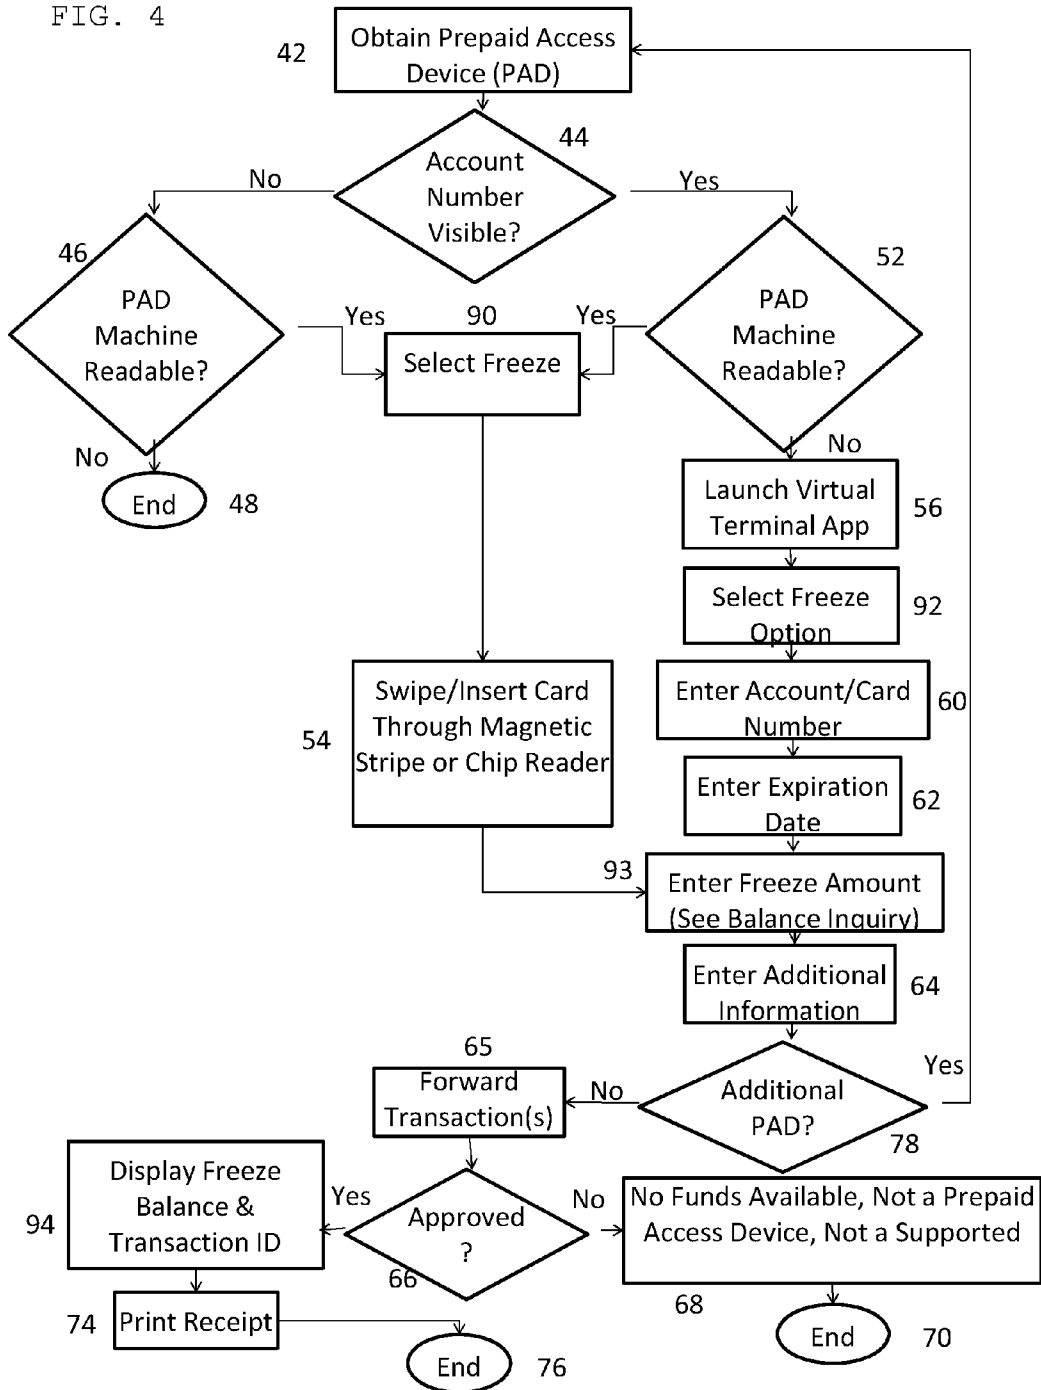 FIG. 4
42
Obtain Prepaid Access
Device (PAD)
44
Account
Number
Visible?
No
Yes
46
PAD
Machine
Readable?
Yes
90
Select Freeze
Yes
52
PAD
Machine
Readable?
No
End
48
No
Launch Virtual
Terminal App
56
Select Freeze
Option
92
54
Swipe/Insert Card
Through Magnetic
Stripe or Chip Reader
Enter Account/Card
Number
60
Enter Expiration
Date
62
93
Enter Freeze Amount
(See Balance Inquiry)
Enter Additional
Information
64
65
Forward
Transaction(s)
No
Additional
PAD?
Yes
78
94
Display Freeze
Balance &
Transaction ID
Yes
Approved
?
66
No
No Funds Available, Not a Prepaid
Access Device, Not a Supported
68
74
Print Receipt
End
76
End
70